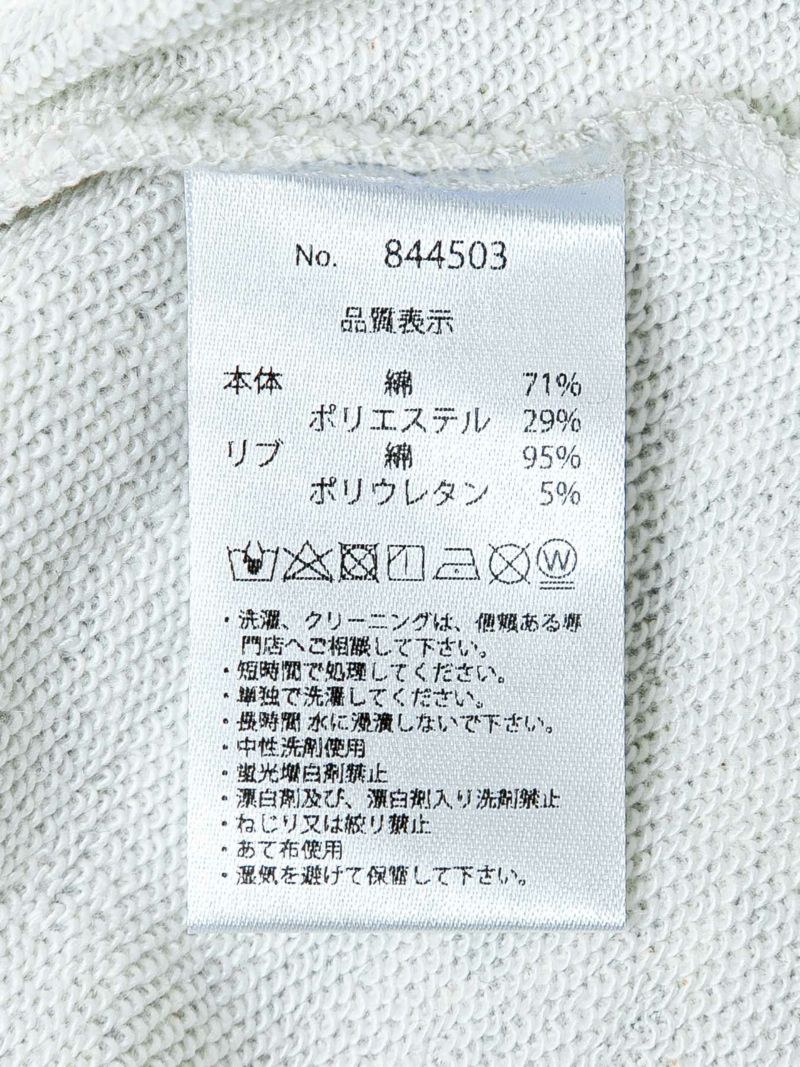 No. 844503
品質表示
本体 綿 71%
ポリエステル 29%
リブ 綿 95%
ポリウレタン 5%
W
・洗濯、クリーニングは、信頼ある専
門店へご相談して下さい。
・短時間で処理してください。
・単独で洗濯してください。
・長時間 水に浸漬しないで下さい。
・中性洗剤使用
・蛍光増白剤禁止
・漂白剤及び、漂白剤入り洗剤禁止
・ねじり又は絞り禁止
・あて布使用
・湿気を避けて保管して下さい。